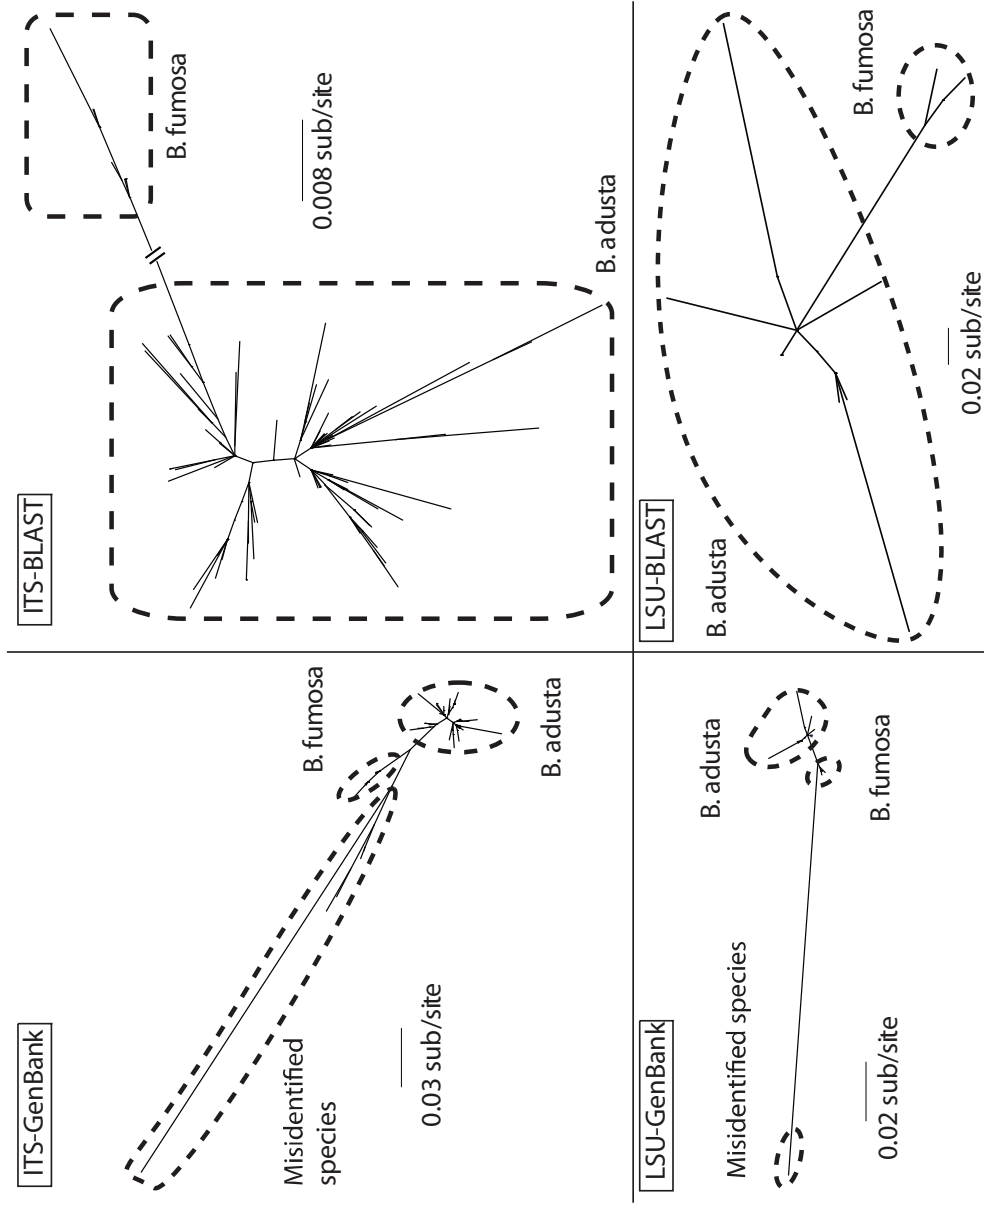 ITS-GenBank
Misidentified
species
B. fumosa
0.03 sub/site
B. adusta
ITS-BLAST
B. fumosa
0.008 sub/site
B. adusta
LSU-GenBank
Misidentified species
B. adusta
0.02 sub/site
B. fumosa
LSU-BLAST
B. adusta
B. fumosa
0.02 sub/site